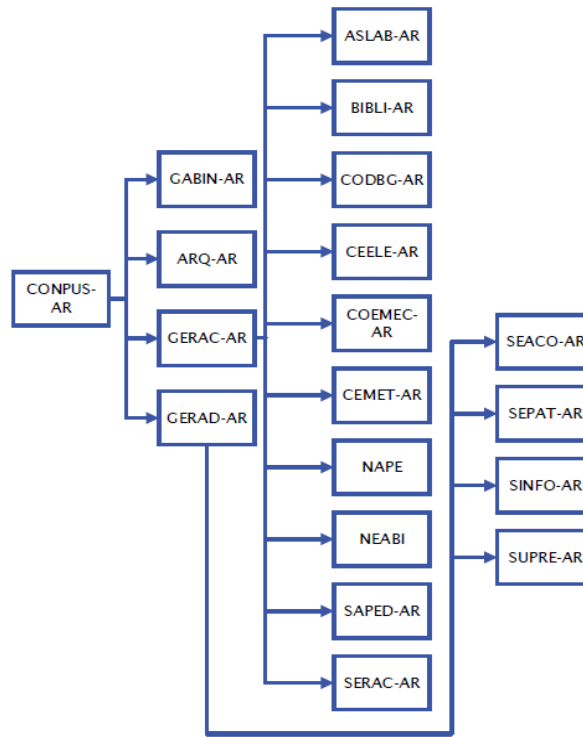 CONPUS-
AR
GABIN-AR
ARQ-AR
GERAC-AR
GERAD-AR
ASLAB-AR
BIBLI-AR
CODBG-AR
CEELE-AR
COEMEC-
AR
CEMET-AR
NAPE
NEABI
SAPED-AR
SERAC-AR
SEACO-AR
SEPAT-AR
SINFO-AR
SUPRE-AR